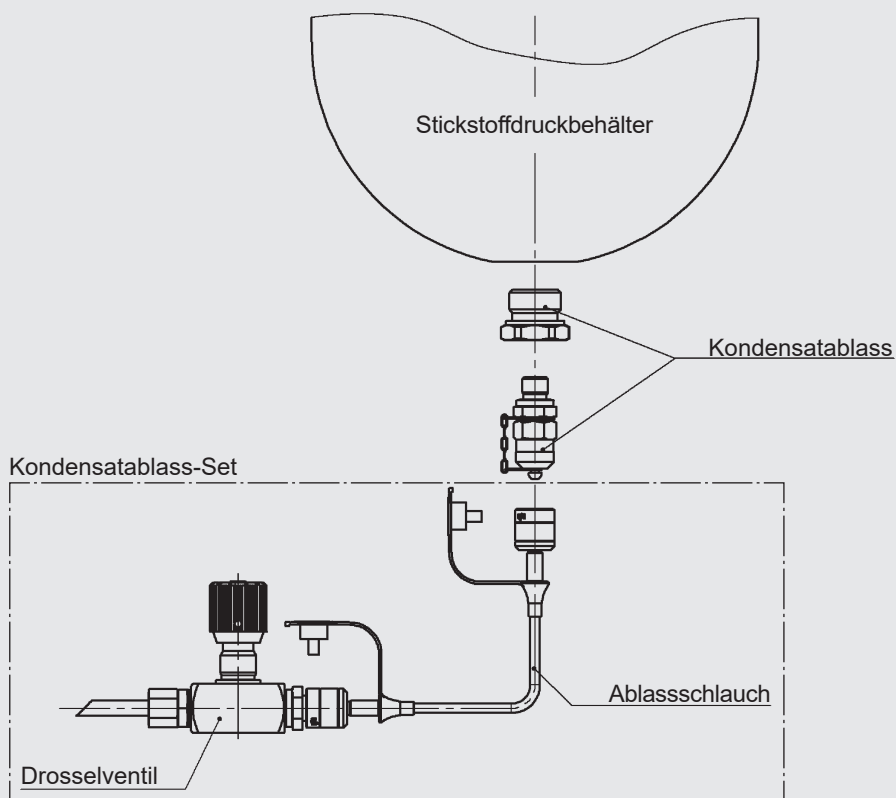 Stickstoffdruckbehälter
Kondensatablass
Kondensatablass-Set
Ablassschlauch
Drosselventil